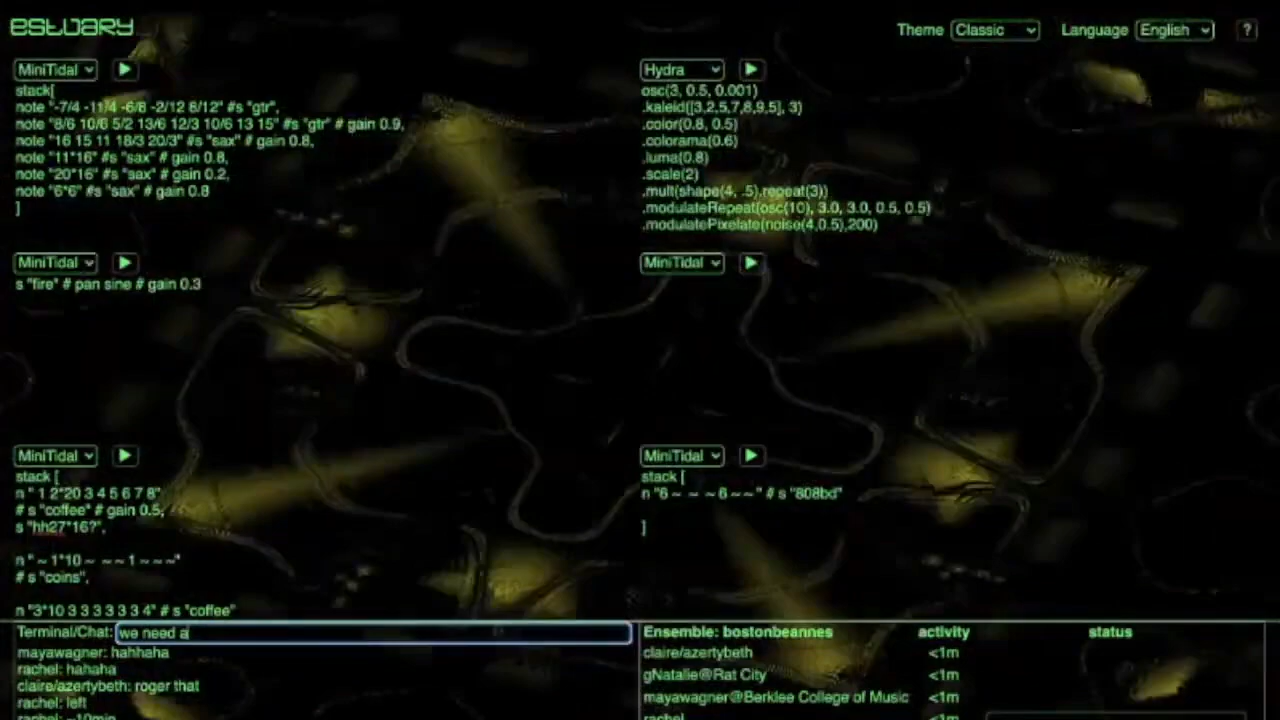 estuary
Theme Classic Language English ?
MiniTidal
stack[
note "-7/4 -11/4 -6/8 -2/12 6/12" #s "gtr",
note "8/6 10/6 5/2 13/6 12/3 10/6 13 15" #s "gtr" # gain 0.9,
note "16 15 11 18/3 20/3" #s "sax" # gain 0.8,
note "11*16" #s "sax" # gain 0.8,
note "20*16" #s "sax" # gain 0.2,
note "6*6" #s "sax" # gain 0.8
]
Hydra
osc(3, 0.5, 0.001)
.kaleid([3,2,5,7,8,9,5], 3)
.color(0.8, 0.5)
.colorama(0.6)
.luma(0.8)
.scale(2)
.mult(shape(4, .5).repeat(3))
.modulateRepeat(osc(10), 3.0, 3.0, 0.5, 0.5)
.modulatePixelate(noise(4,0.5),200)
MiniTidal
s "fire" # pan sine # gain 0.3
MiniTidal
MiniTidal
stack [
n " 1 2*20 3 4 5 6 7 8"
# s "coffee" # gain 0.5,
s "hh27*16?",
n " ~ 1*10 ~ ~ ~ 1 ~ ~ ~"
# s "coins",
n "3*10 3 3 3 3 3 3 4" # s "coffee"
MiniTidal
stack [
n "6 ~ ~ ~ 6 ~ ~" # s "808bd"
]
Terminal/Chat: we need a
mayawagner: hahhaha
rachel: hahaha
claire/azertybeth: roger that
rachel: left
rachel: ~10min
Ensemble: bostonbeannes activity status
claire/azertybeth <1m
gNatalie@Rat City <1m
mayawagner@Berklee College of Music <1m
rachel <1m